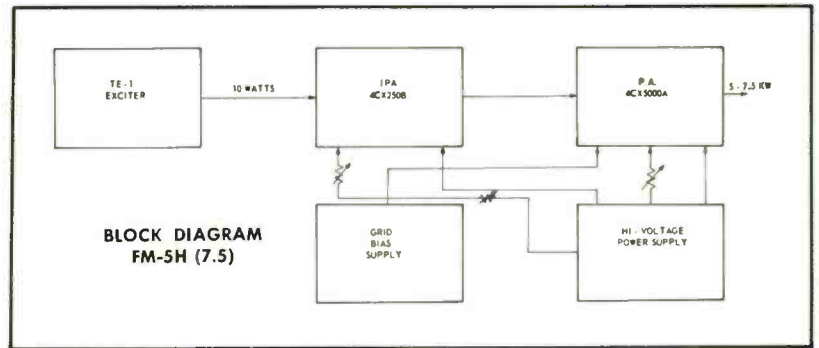 TE-1
EXCITER
10 WATTS
IPA
4CX250B
P.A.
4CX5000A
5 - 7.5 KW
BLOCK DIAGRAM
FM-5H (7.5)
GRID
BIAS
SUPPLY
HI - VOLTAGE
POWER SUPPLY